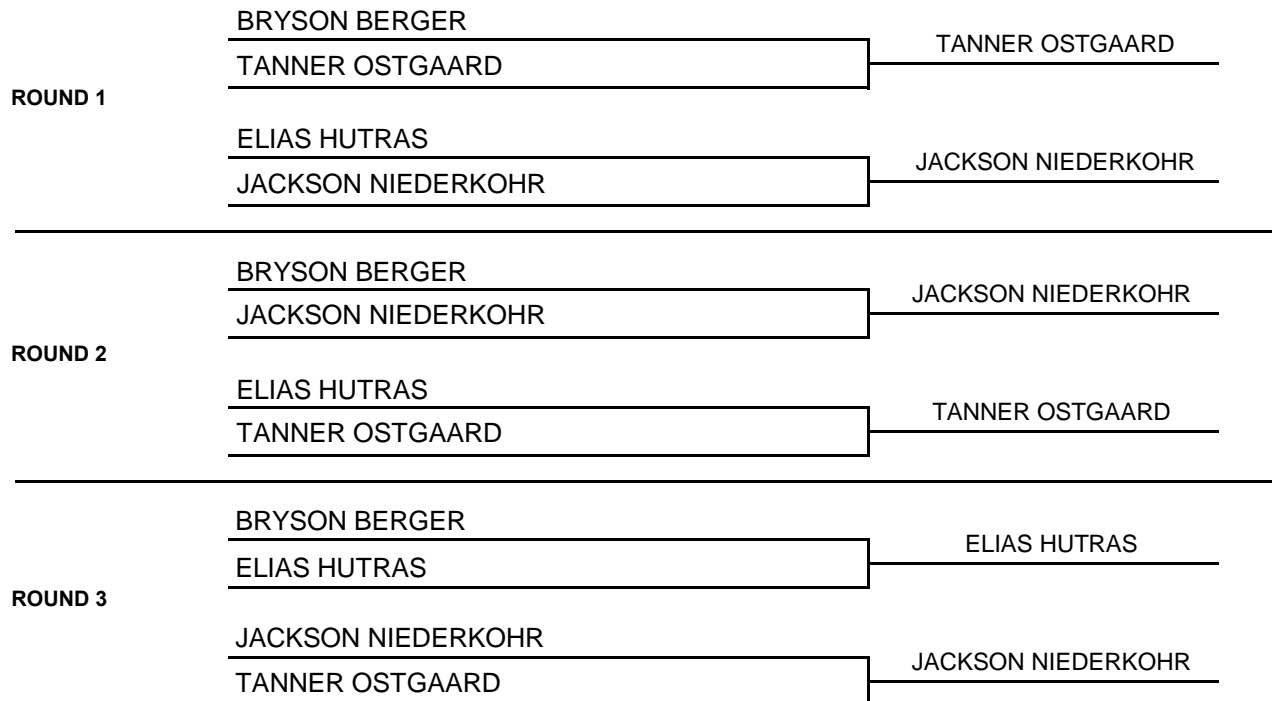 BRYSON BERGER
TANNER OSTGAARD
TANNER OSTGAARD
ROUND 1
ELIAS HUTRAS
JACKSON NIEDERKOHR
JACKSON NIEDERKOHR
BRYSON BERGER
JACKSON NIEDERKOHR
JACKSON NIEDERKOHR
ROUND 2
ELIAS HUTRAS
TANNER OSTGAARD
TANNER OSTGAARD
BRYSON BERGER
ELIAS HUTRAS
ELIAS HUTRAS
ROUND 3
JACKSON NIEDERKOHR
JACKSON NIEDERKOHR
TANNER OSTGAARD